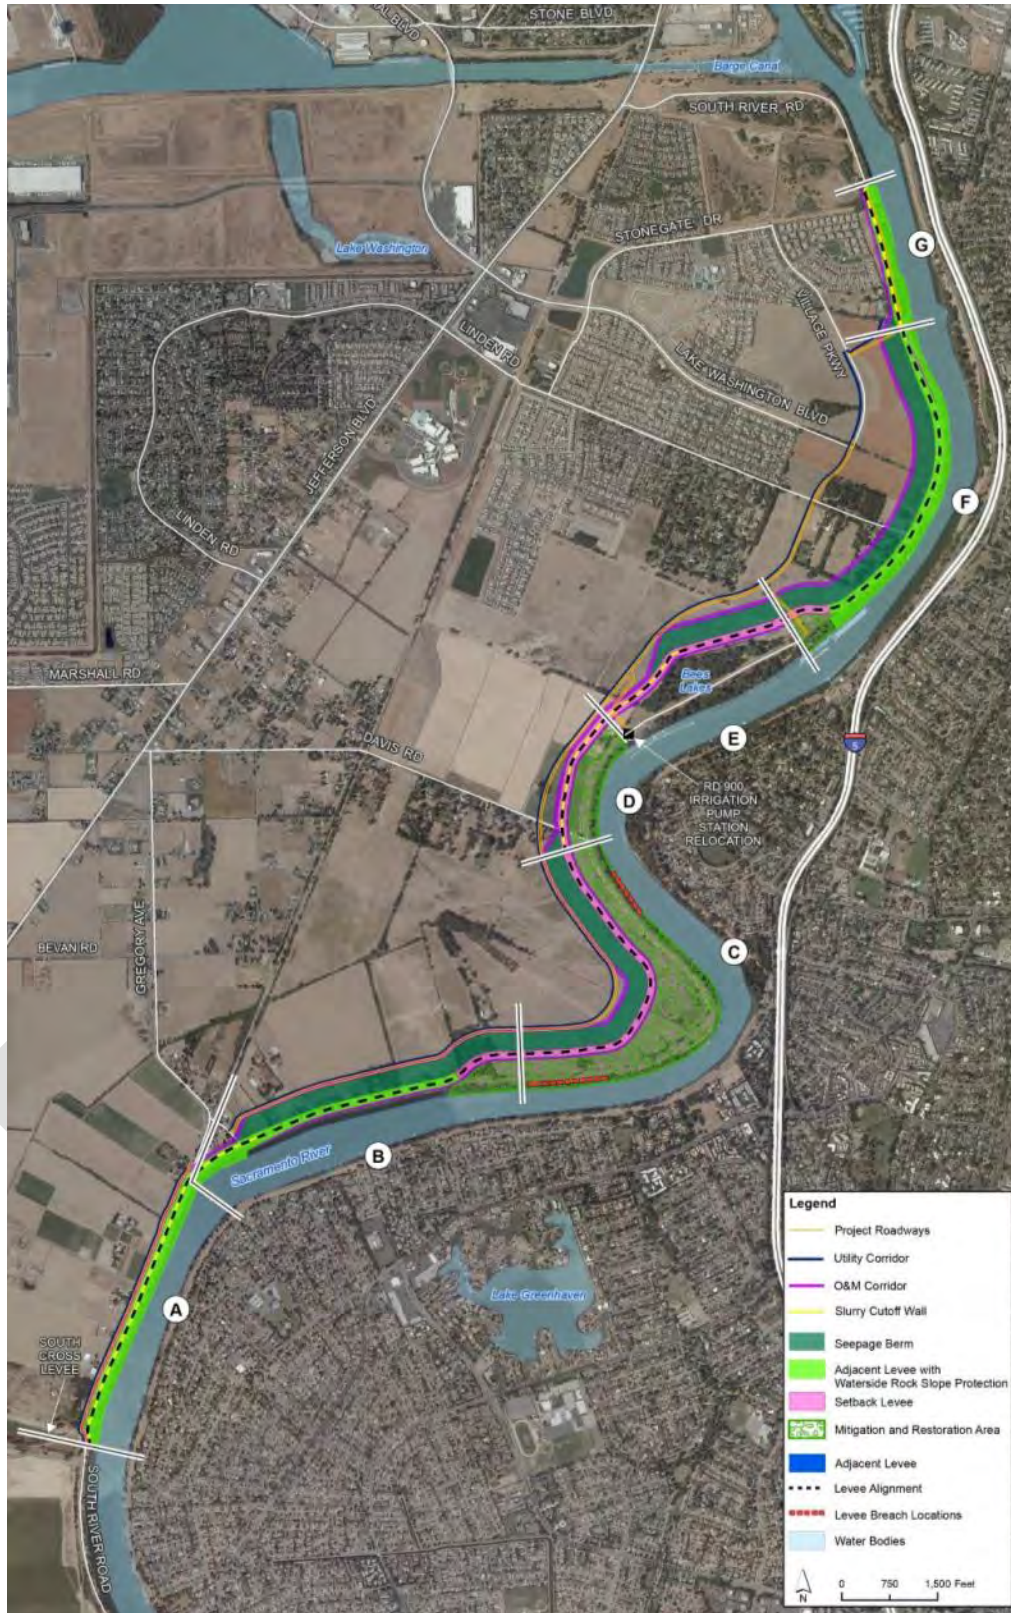 STONE BLVD
Barge Canal
SOUTH RIVER RD
STONEGATE DR
Lake Washington
G
VILLAGE PKWY
LINDEN RD
LAKE WASHINGTON BLVD
JEFFERSON BLVD
F
LINDEN RD
MARSHALL RD
Bees
Lakes
5
DAVIS RD
E
RD 900
IRRIGATION
PUMP
STATION
RELOCATION
D
GREGORY AVE
BEVAN RD
C
Sacramento River
B
Lake Greenhaven
A
SOUTH
CROSS
LEVEE
SOUTH RIVER ROAD
Legend
Project Roadways
Utility Corridor
O&M Corridor
Slurry Cutoff Wall
Seepage Berm
Adjacent Levee with
Waterside Rock Slope Protection
Setback Levee
Mitigation and Restoration Area
Adjacent Levee
Levee Alignment
Levee Breach Locations
Water Bodies
N
0 750 1,500 Feet